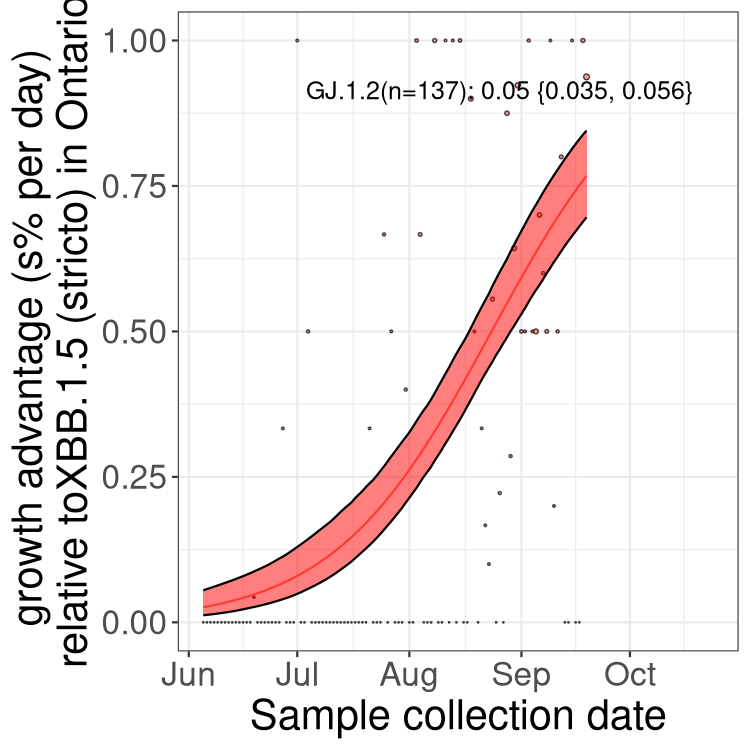 growth advantage (s% per day)
relative toXBB.1.5 (stricto) in Ontario
1.00
0.75
0.50
0.25
0.00
GJ.1.2(n=137): 0.05 {0.035, 0.056}
Jun Jul Aug Sep Oct
Sample collection date